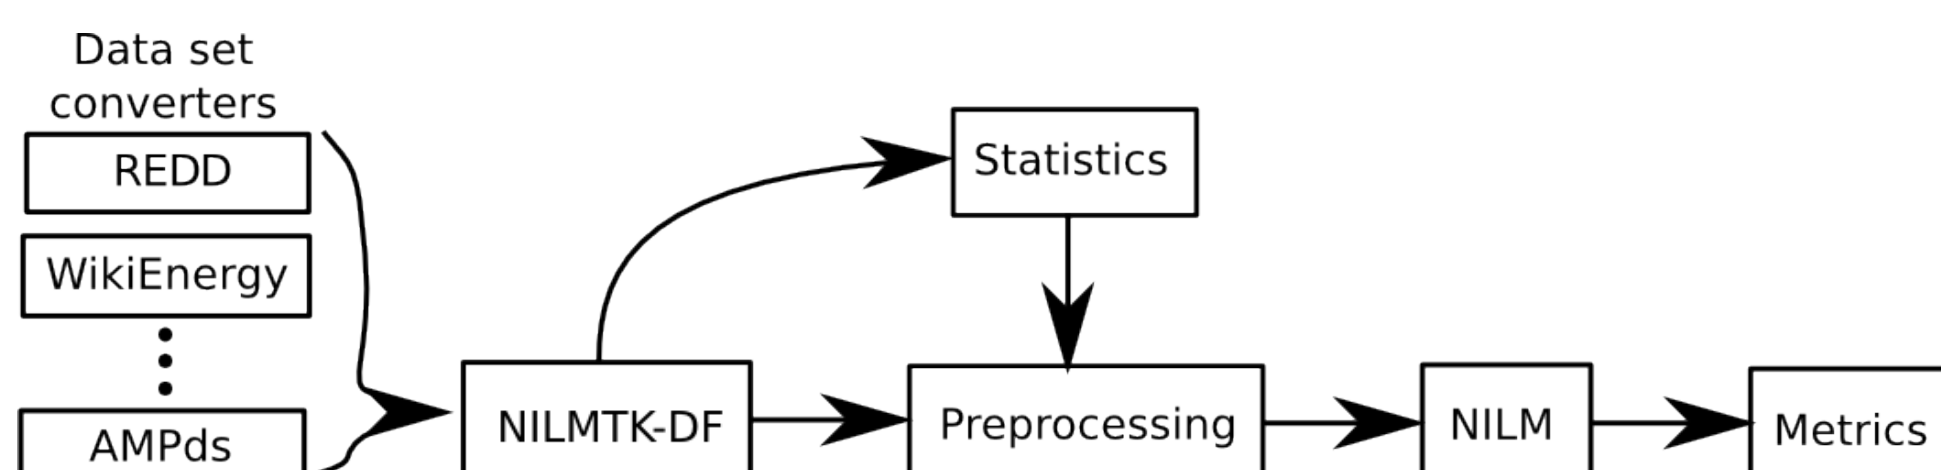 Data set
converters
REDD
WikiEnergy
AMPds
NILMTK-DF
Statistics
Preprocessing
NILM
Metrics